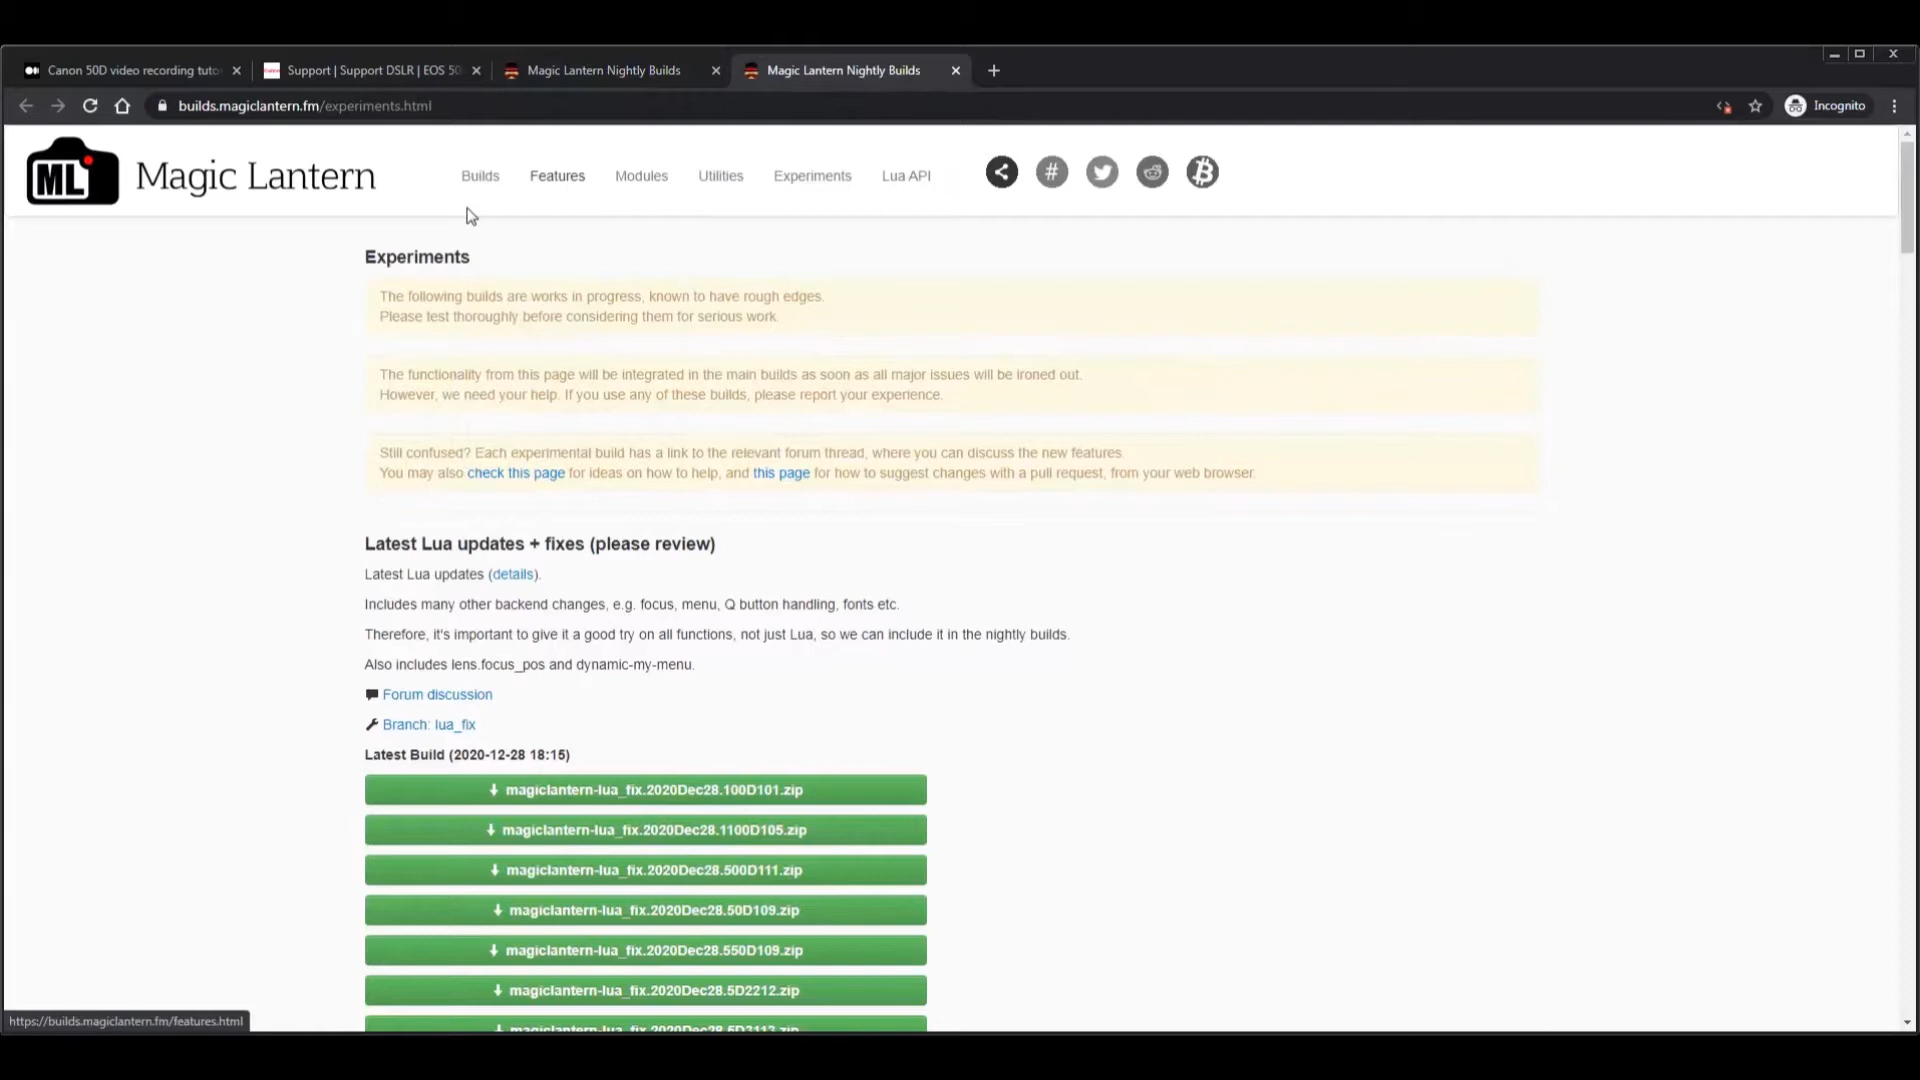 Canon 50D video recording tuto
Support | Support DSLR | EOS 50
Magic Lantern Nightly Builds
Magic Lantern Nightly Builds
builds.magiclantern.fm/experiments.html
Incognito
ML
Magic Lantern
Builds
Features
Modules
Utilities
Experiments
Lua API
Experiments
The following builds are works in progress, known to have rough edges.
Please test thoroughly before considering them for serious work.
The functionality from this page will be integrated in the main builds as soon as all major issues will be ironed out.
However, we need your help. If you use any of these builds, please report your experience.
Still confused? Each experimental build has a link to the relevant forum thread, where you can discuss the new features.
You may also check this page for ideas on how to help, and this page for how to suggest changes with a pull request, from your web browser.
Latest Lua updates + fixes (please review)
Latest Lua updates (details).
Includes many other backend changes, e.g. focus, menu, Q button handling, fonts etc.
Therefore, it's important to give it a good try on all functions, not just Lua, so we can include it in the nightly builds.
Also includes lens.focus_pos and dynamic-my-menu.
Forum discussion
Branch: lua_fix
Latest Build (2020-12-28 18:15)
magiclantern-lua_fix.2020Dec28.100D101.zip
magiclantern-lua_fix.2020Dec28.1100D105.zip
magiclantern-lua_fix.2020Dec28.500D111.zip
magiclantern-lua_fix.2020Dec28.50D109.zip
magiclantern-lua_fix.2020Dec28.550D109.zip
magiclantern-lua_fix.2020Dec28.5D2212.zip
magiclantern-lua_fix.2020Dec28.5D3113.zip
https://builds.magiclantern.fm/features.html